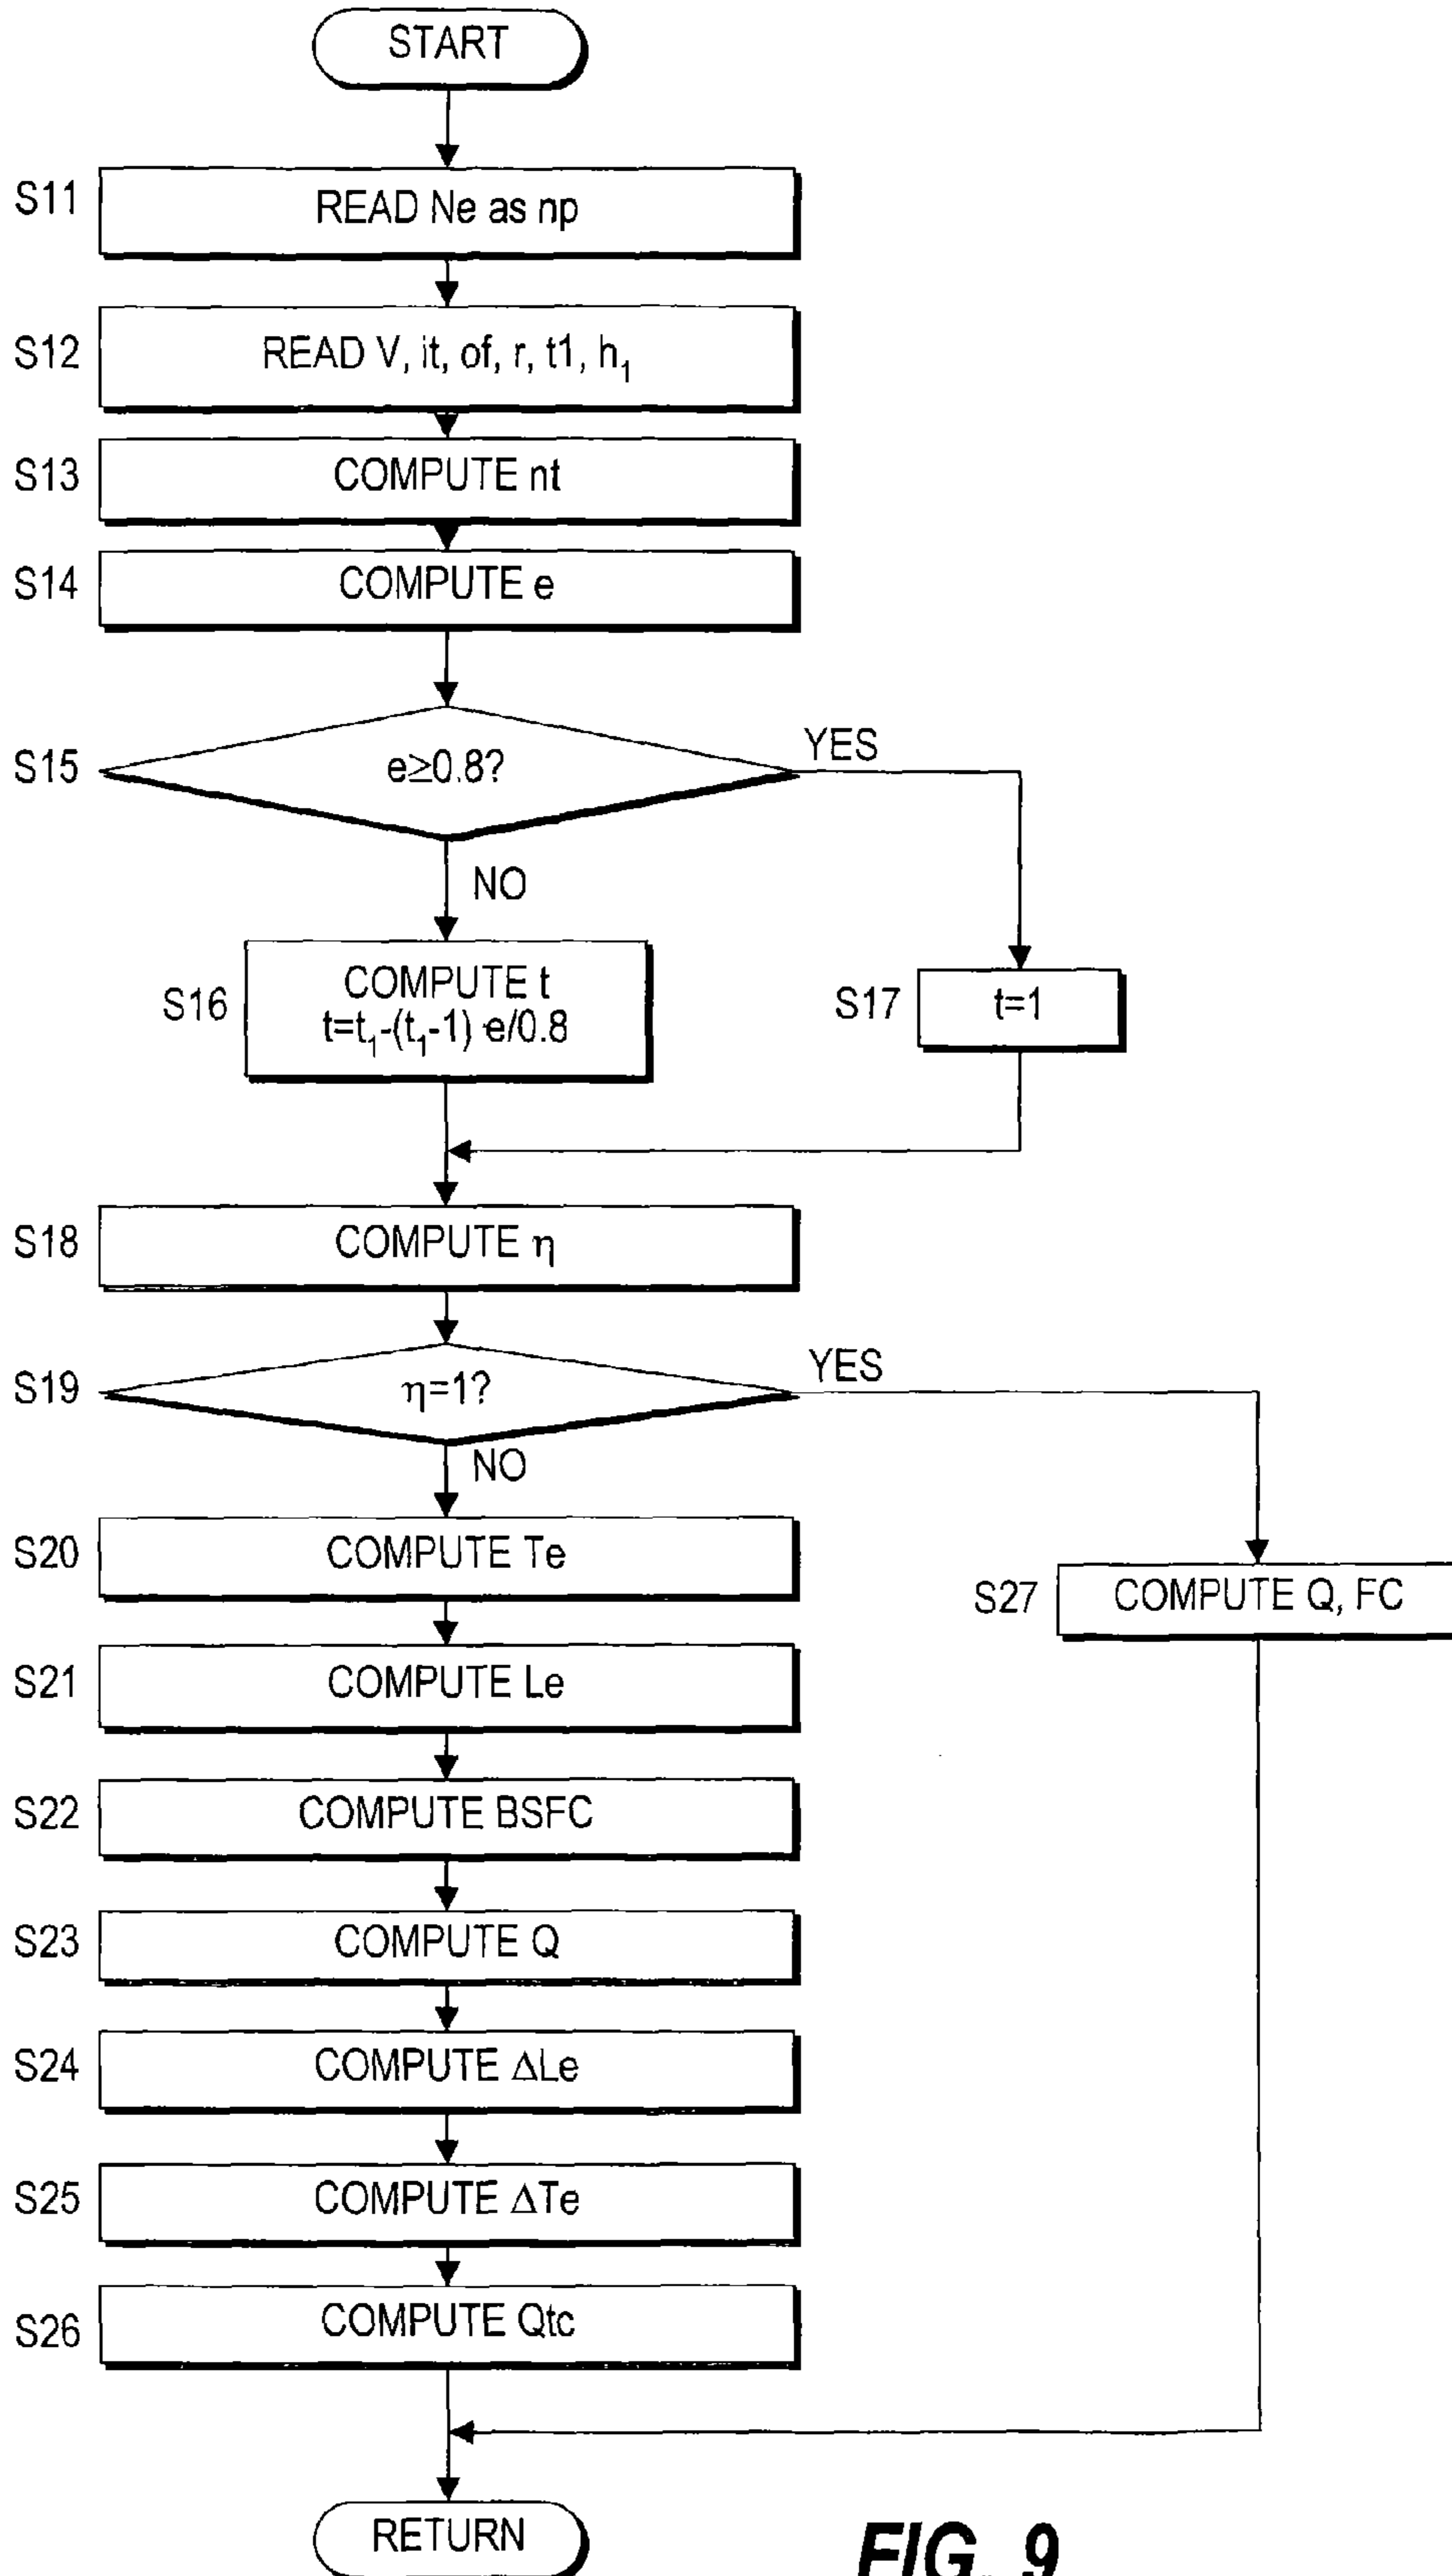 START
S11
READ Ne as np
S12
READ V, it, of, r, t1, h₁
S13
COMPUTE nt
S14
COMPUTE e
S15
e≥0.8?
YES
NO
S16
COMPUTE t
t=t₁-(t₁-1) e/0.8
S17
t=1
S18
COMPUTE η
S19
η=1?
YES
NO
S20
COMPUTE Te
S27
COMPUTE Q, FC
S21
COMPUTE Le
S22
COMPUTE BSFC
S23
COMPUTE Q
S24
COMPUTE ΔLe
S25
COMPUTE ΔTe
S26
COMPUTE Qtc
RETURN
FIG. 9